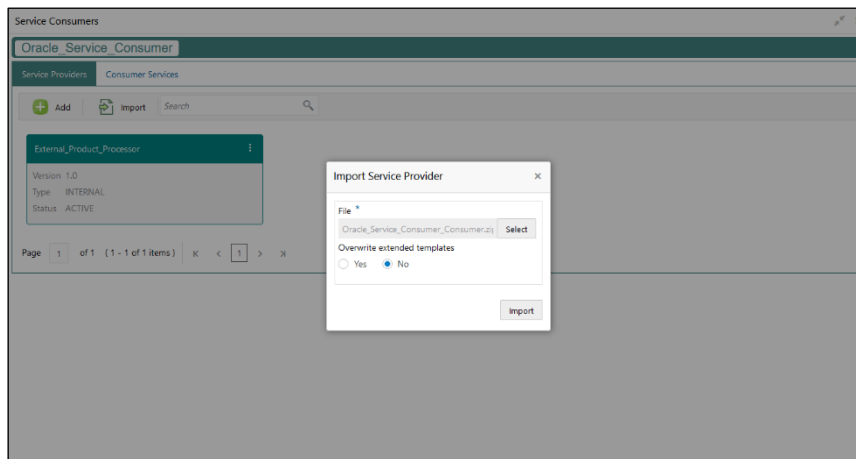 Service Consumers
Oracle_Service_Consumer
Service Providers Consumer Services
Add Import Search
External_Product_Processor
Version 1.0
Type INTERNAL
Status ACTIVE
Page 1 of 1 (1 - 1 of 1 items) 1
Import Service Provider
File *
Oracle_Service_Consumer_Consumer.zip Select
Overwrite extended templates
Yes No
Import